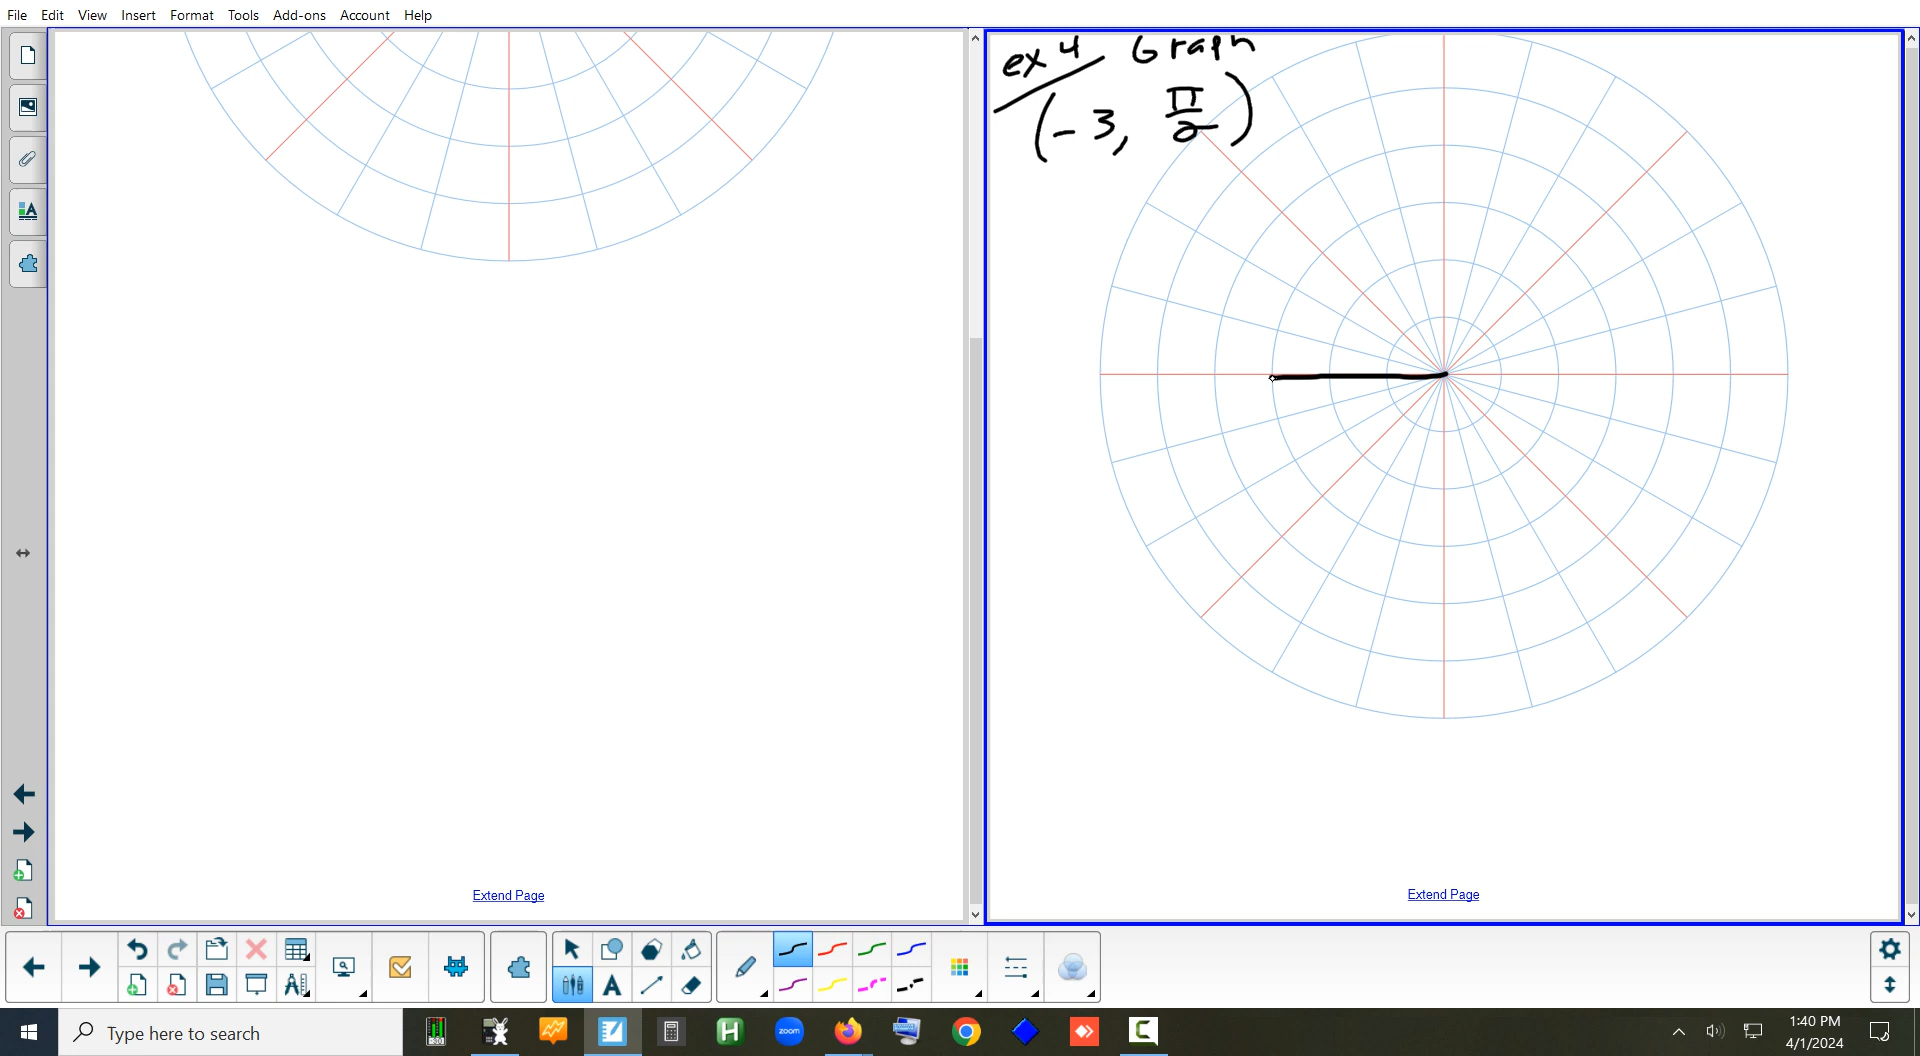 File Edit View Insert Format Tools Add-ons Account Help
ex 4 Graph
(-3, π/2)
Extend Page
Extend Page
A
A
H
zoom
C
Type here to search
1:40 PM
4/1/2024